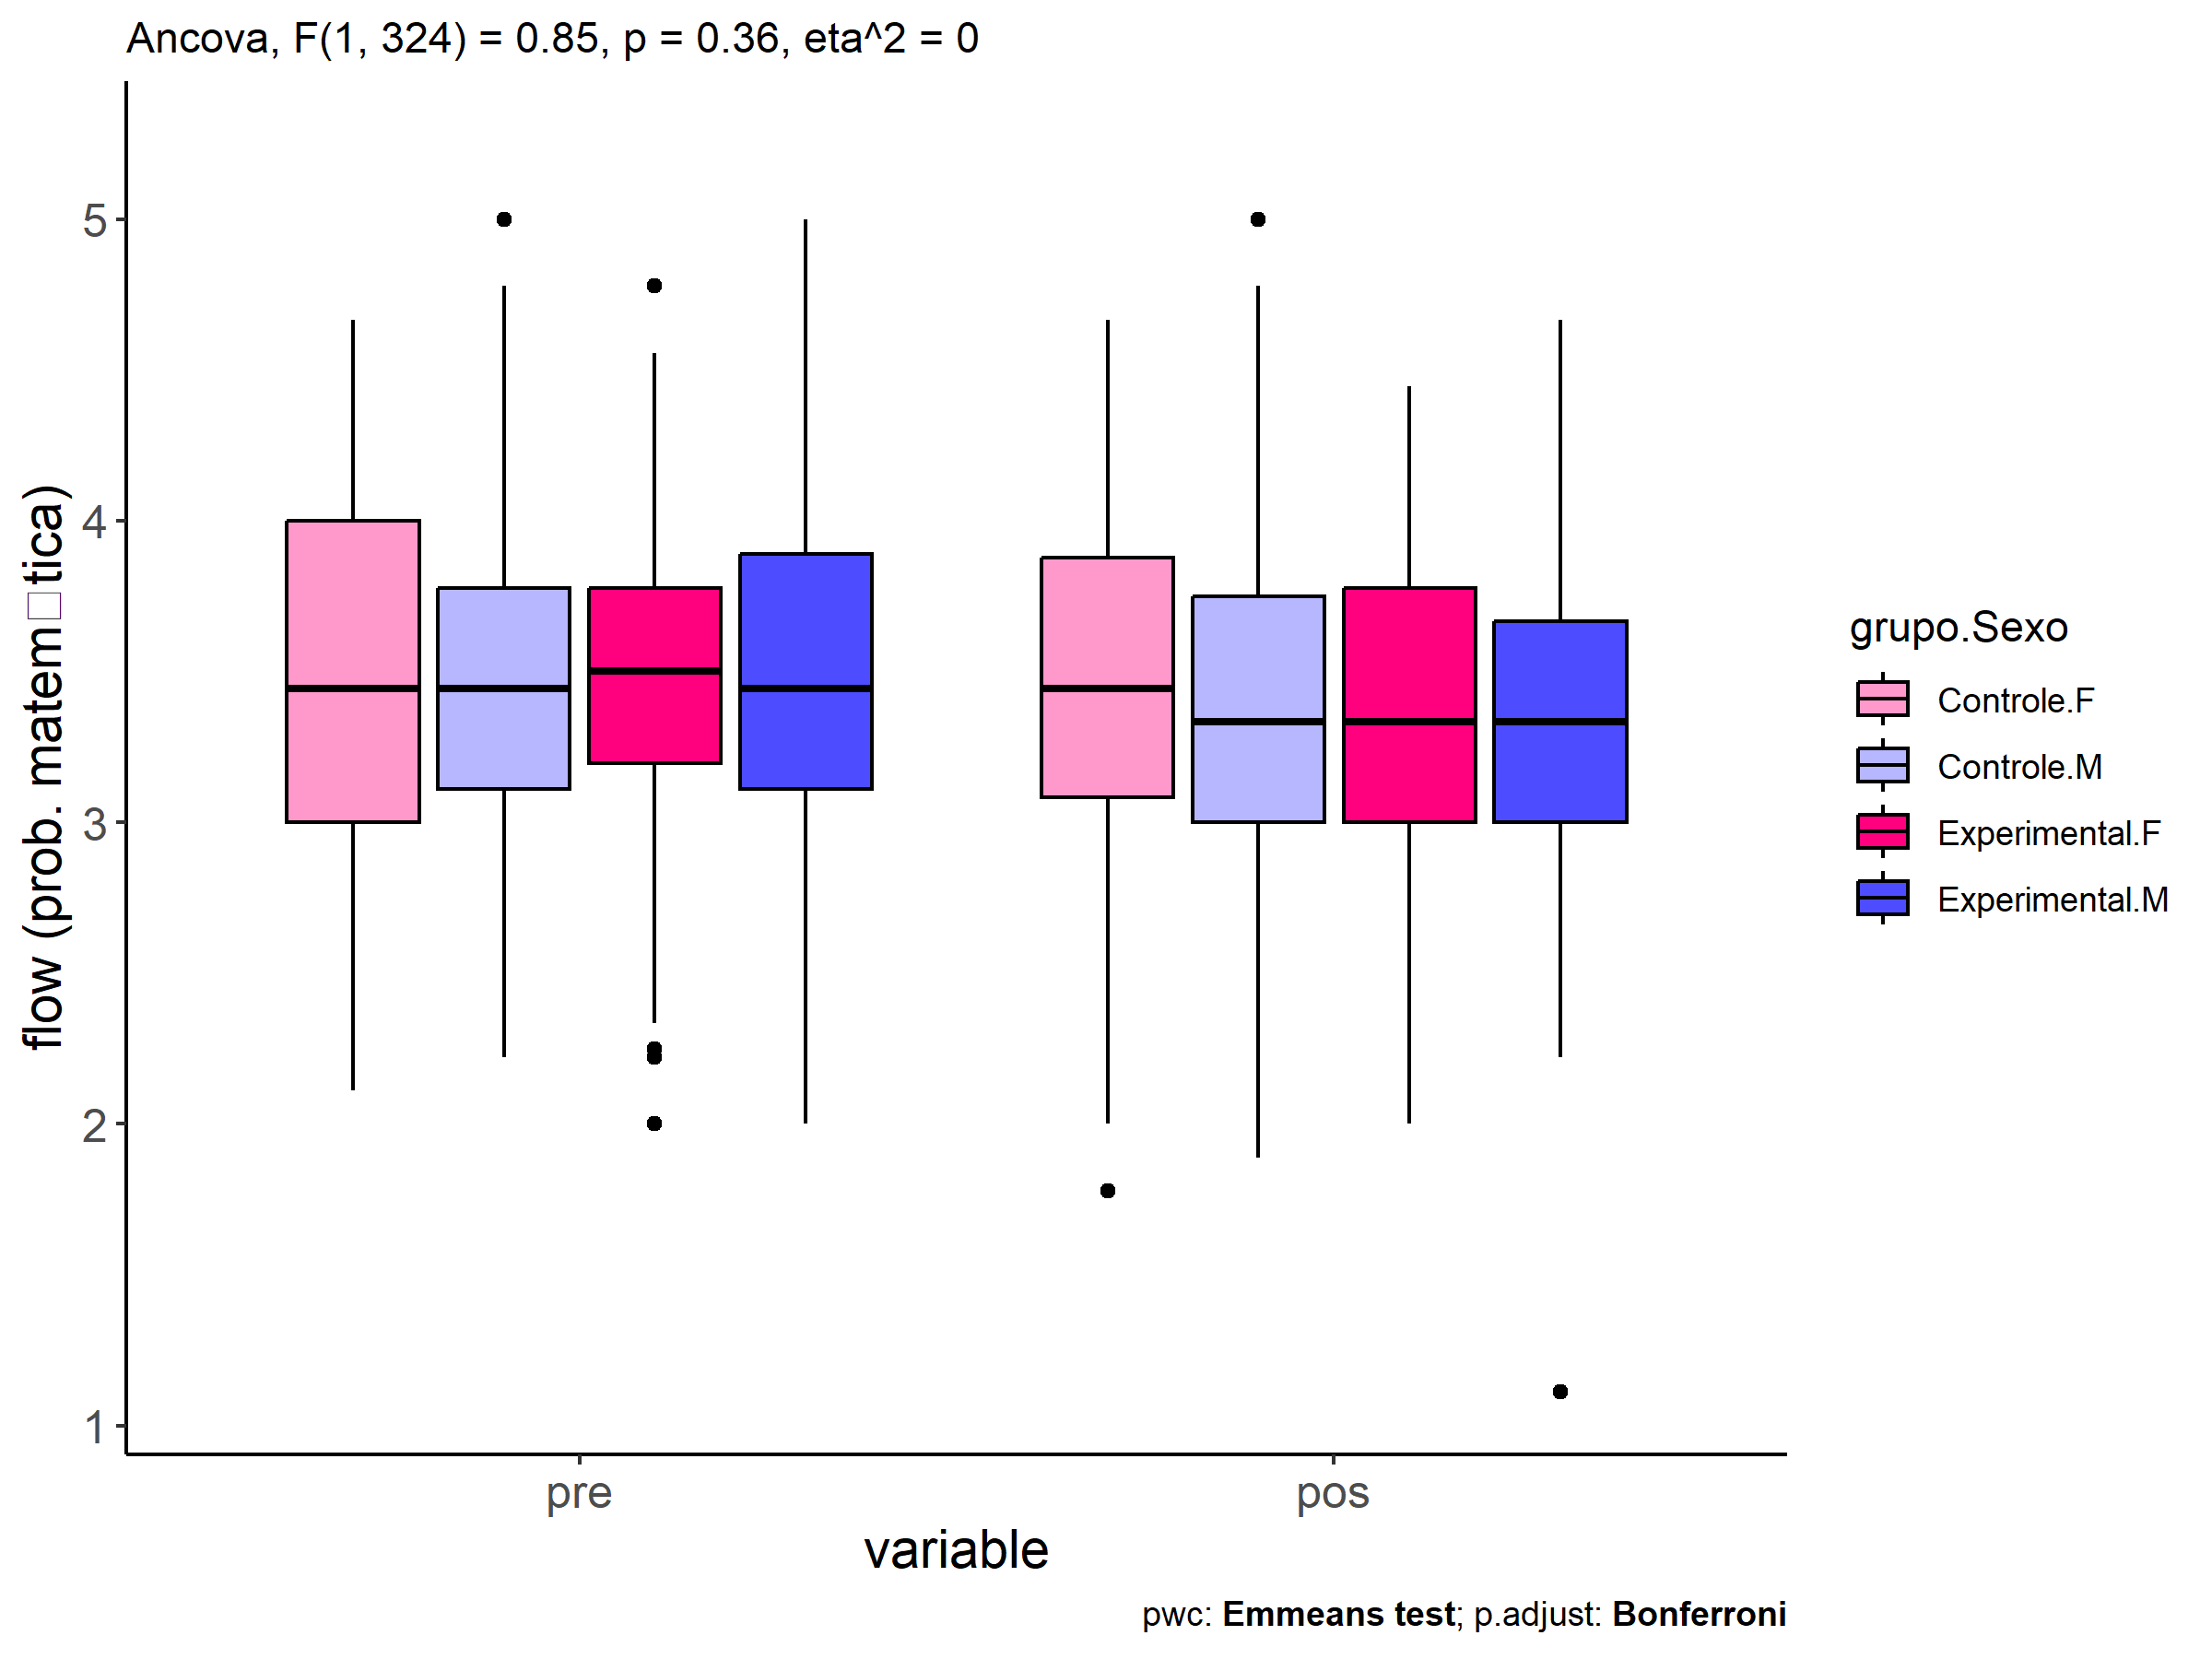 Ancova, F(1, 324) = 0.85, p = 0.36, eta^2 = 0
flow (prob. matem□tica)
5
4
3
2
1
pre
pos
variable
grupo.Sexo
Controle.F
Controle.M
Experimental.F
Experimental.M
pwc: Emmeans test; p.adjust: Bonferroni